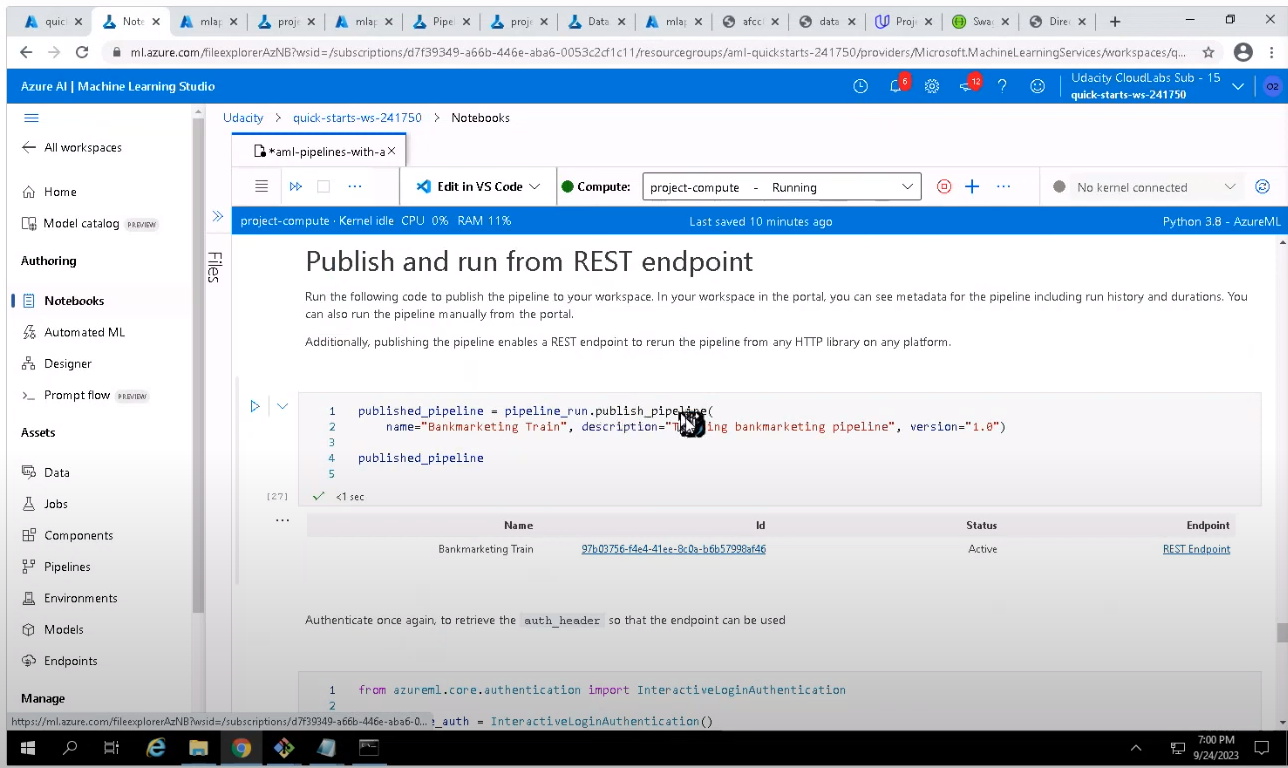 quick
Note
mlap
proje
mlap
Pipel
proje
Data
mlap
afcc
data
Proj
Swa
Direc
ml.azure.com/fileexplorerAzNB?wsid=/subscriptions/d7f39349-a66b-446e-aba6-0053c2cf1c11/resourcegroups/aml-quickstarts-241750/providers/Microsoft.MachineLearningServices/workspaces/q...
Azure AI | Machine Learning Studio
6
12
?
Udacity CloudLabs Sub - 15
quick-starts-ws-241750
O2
All workspaces
Home
Model catalog PREVIEW
Authoring
Notebooks
Automated ML
Designer
Prompt flow PREVIEW
Assets
Data
Jobs
Components
Pipelines
Environments
Models
Endpoints
Manage
Udacity > quick-starts-ws-241750 > Notebooks
*aml-pipelines-with-a
Edit in VS Code
Compute: project-compute - Running
No kernel connected
project-compute · Kernel idle CPU 0% RAM 11%
Last saved 10 minutes ago
Python 3.8 - AzureML
Files
Publish and run from REST endpoint
Run the following code to publish the pipeline to your workspace. In your workspace in the portal, you can see metadata for the pipeline including run history and durations. You
can also run the pipeline manually from the portal.
Additionally, publishing the pipeline enables a REST endpoint to rerun the pipeline from any HTTP library on any platform.
1 published_pipeline = pipeline_run.publish_pipeline(
2 name="Bankmarketing Train", description="T ing bankmarketing pipeline", version="1.0")
3
4 published_pipeline
5
[27] <1 sec
Name Id Status Endpoint
Bankmarketing Train 97b03756-f4e4-41ee-8c0a-b6b57998af46 Active REST Endpoint
Authenticate once again, to retrieve the auth_header so that the endpoint can be used
1 from azureml.core.authentication import InteractiveLoginAuthentication
2
e_auth = InteractiveLoginAuthentication()
https://ml.azure.com/fileexplorerAzNB?wsid=/subscriptions/d7f39349-a66b-446e-aba6-0...
7:00 PM
9/24/2023